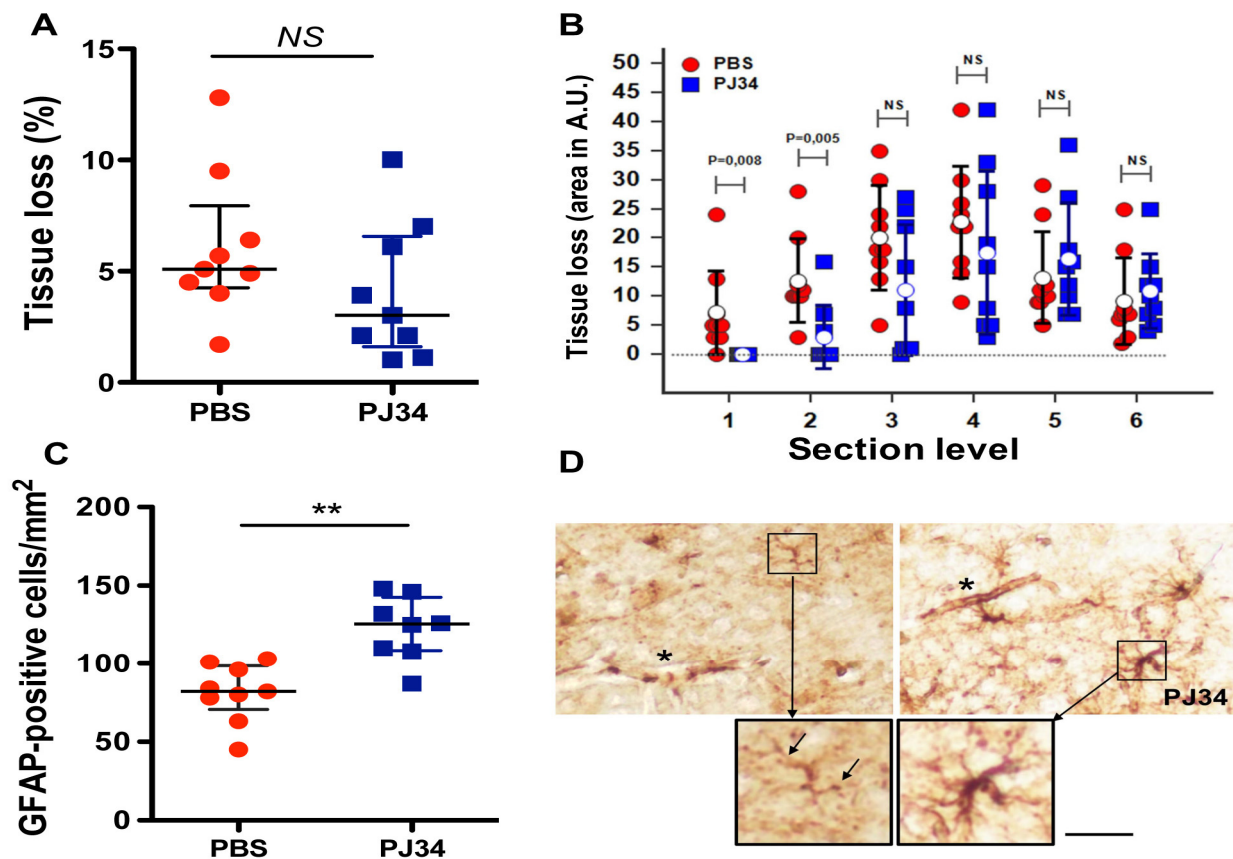 A
NS
Tissue loss (%)
15
10
5
0
PBS
PJ34
B
PBS
PJ34
Tissue loss (area in A.U.)
50
45
40
35
30
25
20
15
10
5
0
P=0,008
P=0,005
NS
NS
NS
NS
1 2 3 4 5 6
Section level
C
**
GFAP-positive cells/mm²
200
150
100
50
0
PBS
PJ34
D
*
*
PJ34